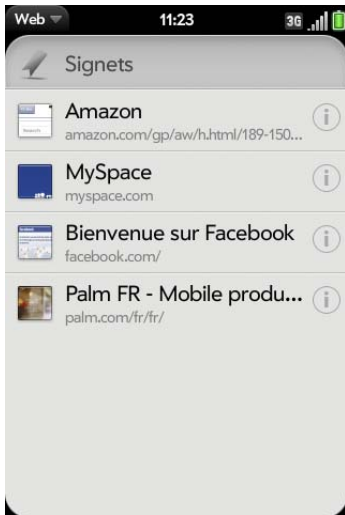 Web
11:23
3G
Signets
Amazon
amazon.com/gp/aw/h.html/189-150...
MySpace
myspace.com
Bienvenue sur Facebook
facebook.com/
Palm FR - Mobile produ...
palm.com/fr/fr/